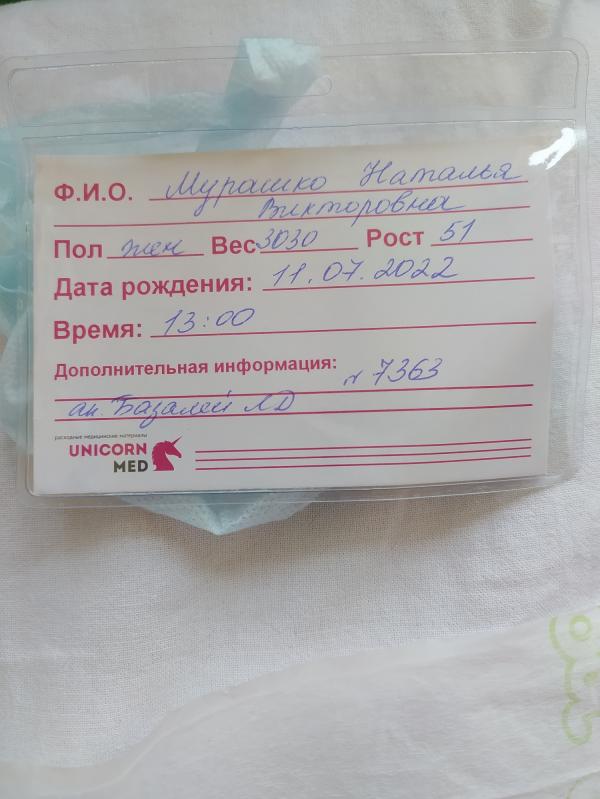 Ф.И.О. Мурашко Наталья
Викторовна
Пол жен Вес 3030 Рост 51
Дата рождения: 11.07.2022
Время: 13:00
Дополнительная информация:
N 7363
ак. Базалей ЛД
расходные медицинские материалы
UNICORN
MED